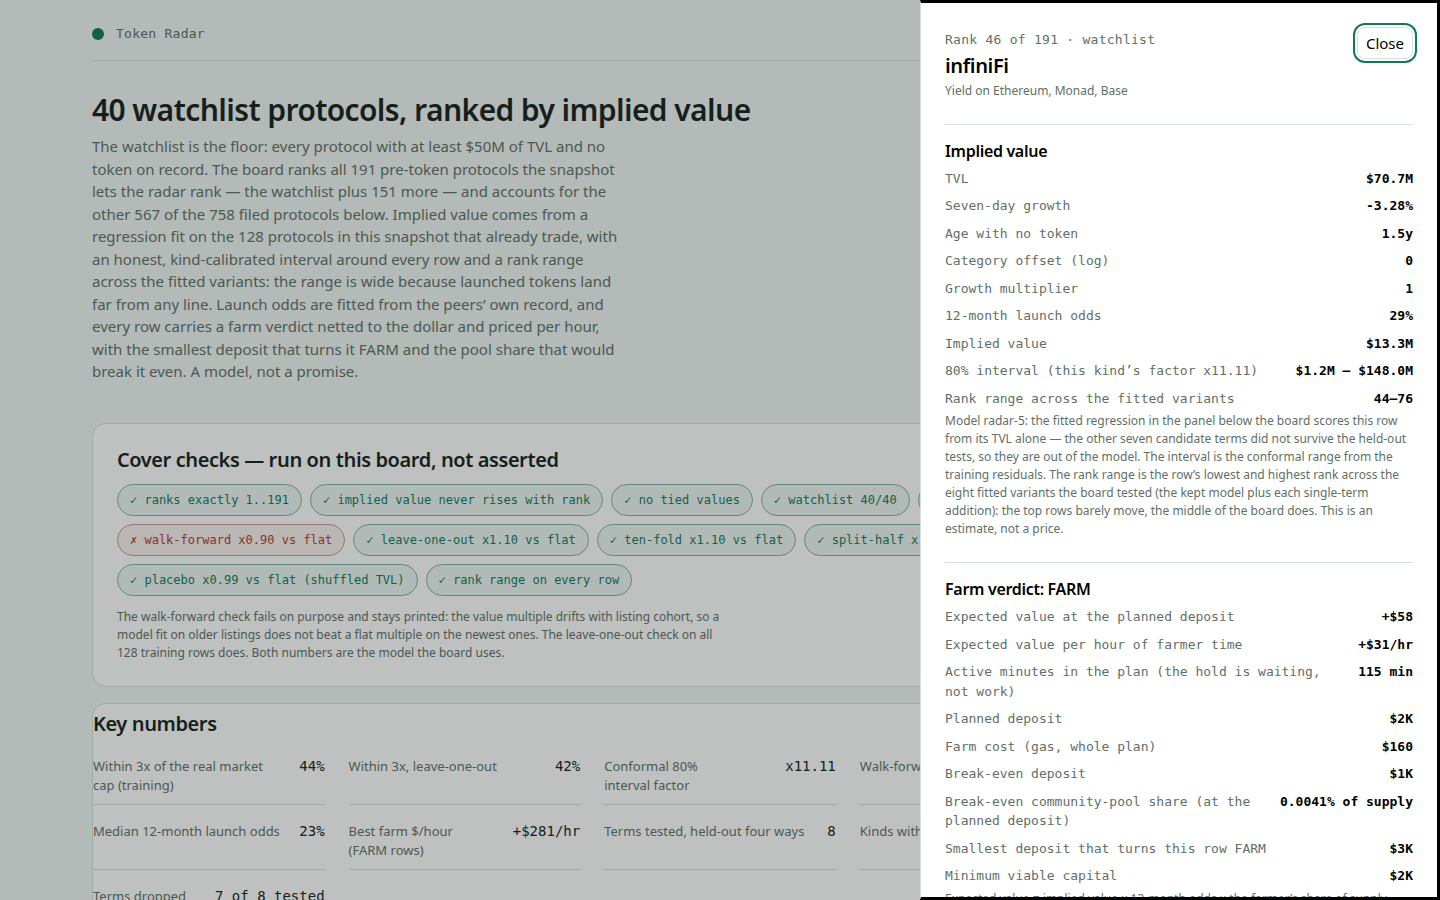 Token Radar
40 watchlist protocols, ranked by implied value
The watchlist is the floor: every protocol with at least $50M of TVL and no
token on record. The board ranks all 191 pre-token protocols the snapshot
lets the radar rank — the watchlist plus 151 more — and accounts for the
other 567 of the 758 filed protocols below. Implied value comes from a
regression fit on the 128 protocols in this snapshot that already trade, with
an honest, kind-calibrated interval around every row and a rank range
across the fitted variants: the range is wide because launched tokens land
far from any line. Launch odds are fitted from the peers’ own record, and
every row carries a farm verdict netted to the dollar and priced per hour,
with the smallest deposit that turns it FARM and the pool share that would
break it even. A model, not a promise.
Cover checks — run on this board, not asserted
✓ ranks exactly 1..191
✓ implied value never rises with rank
✓ no tied values
✓ watchlist 40/40
✗ walk-forward x0.90 vs flat
✓ leave-one-out x1.10 vs flat
✓ ten-fold x1.10 vs flat
✓ split-half x
✓ placebo x0.99 vs flat (shuffled TVL)
✓ rank range on every row
The walk-forward check fails on purpose and stays printed: the value multiple drifts with listing cohort, so a
model fit on older listings does not beat a flat multiple on the newest ones. The leave-one-out check on all
128 training rows does. Both numbers are the model the board uses.
Key numbers
Within 3x of the real market
cap (training)
44%
Within 3x, leave-one-out
42%
Conformal 80%
interval factor
x11.11
Walk-forw
Median 12-month launch odds
23%
Best farm $/hour
(FARM rows)
+$281/hr
Terms tested, held-out four ways
8
Kinds with
Terms dropped
7 of 8 tested
Rank 46 of 191 · watchlist
Close
infiniFi
Yield on Ethereum, Monad, Base
Implied value
TVL $70.7M
Seven-day growth -3.28%
Age with no token 1.5y
Category offset (log) 0
Growth multiplier 1
12-month launch odds 29%
Implied value $13.3M
80% interval (this kind’s factor x11.11) $1.2M – $148.0M
Rank range across the fitted variants 44–76
Model radar-5: the fitted regression in the panel below the board scores this row
from its TVL alone — the other seven candidate terms did not survive the held-out
tests, so they are out of the model. The interval is the conformal range from the
training residuals. The rank range is the row’s lowest and highest rank across the
eight fitted variants the board tested (the kept model plus each single-term
addition): the top rows barely move, the middle of the board does. This is an
estimate, not a price.
Farm verdict: FARM
Expected value at the planned deposit +$58
Expected value per hour of farmer time +$31/hr
Active minutes in the plan (the hold is waiting, 115 min
not work)
Planned deposit $2K
Farm cost (gas, whole plan) $160
Break-even deposit $1K
Break-even community-pool share (at the 0.0041% of supply
planned deposit)
Smallest deposit that turns this row FARM $3K
Minimum viable capital $2K